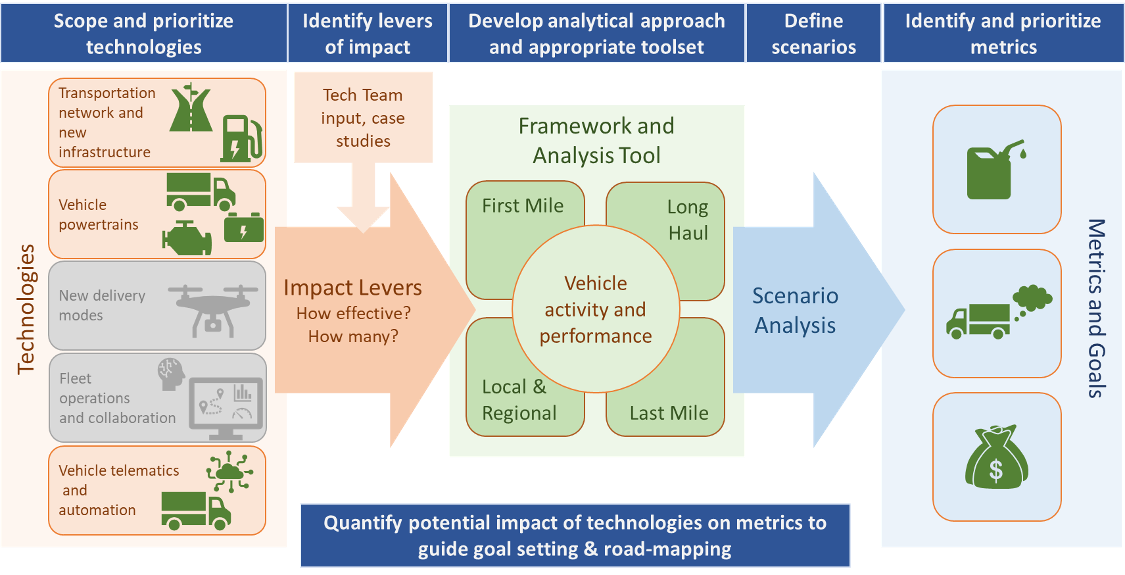 Scope and prioritize
technologies
Identify levers
of impact
Develop analytical approach
and appropriate toolset
Define
scenarios
Identify and prioritize
metrics
Technologies
Transportation
network and
new
infrastructure
Vehicle
powertrains
New delivery
modes
Fleet
operations
and collaboration
Vehicle telematics
and
automation
Tech Team
input, case
studies
Impact Levers
How effective?
How many?
Framework and
Analysis Tool
First Mile
Long
Haul
Vehicle
activity and
performance
Local &
Regional
Last Mile
Scenario
Analysis
$
Metrics and Goals
Quantify potential impact of technologies on metrics to
guide goal setting & road-mapping